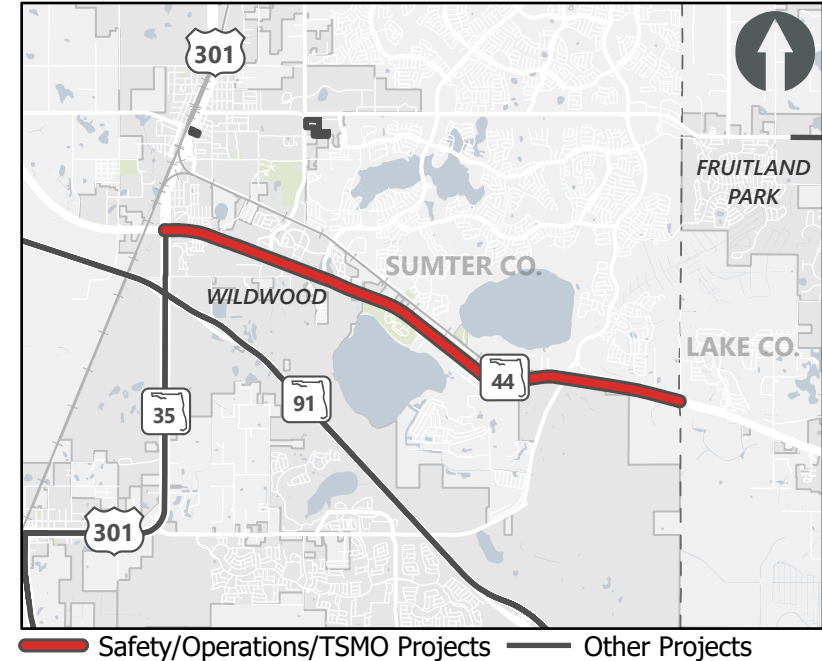 301
FRUITLAND
PARK
SUMTER CO.
WILDWOOD
LAKE CO.
44
91
35
301
Safety/Operations/TSMO Projects
Other Projects